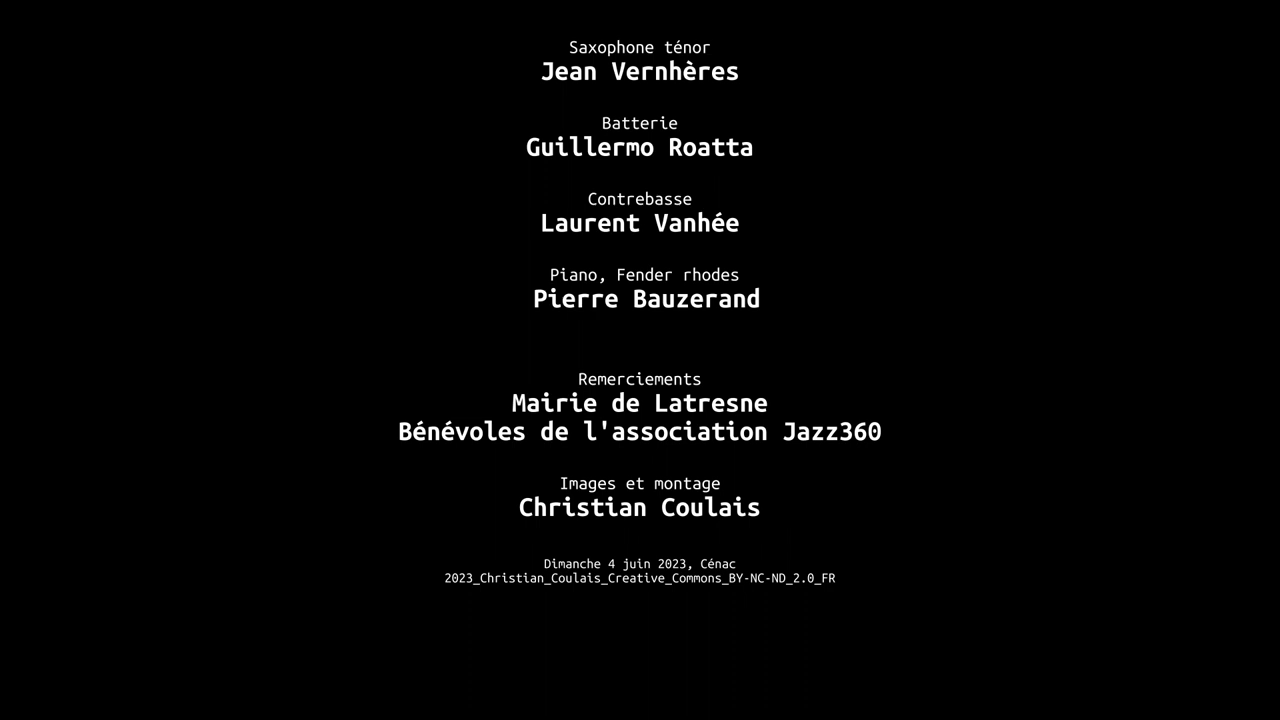 Saxophone ténor
Jean Vernhères
Batterie
Guillermo Roatta
Contrebasse
Laurent Vanhée
Piano, Fender rhodes
Pierre Bauzerand
Remerciements
Mairie de Latresne
Bénévoles de l'association Jazz360
Images et montage
Christian Coulais
Dimanche 4 juin 2023, Cénac
2023_Christian_Coulais_Creative_Commons_BY-NC-ND_2.0_FR